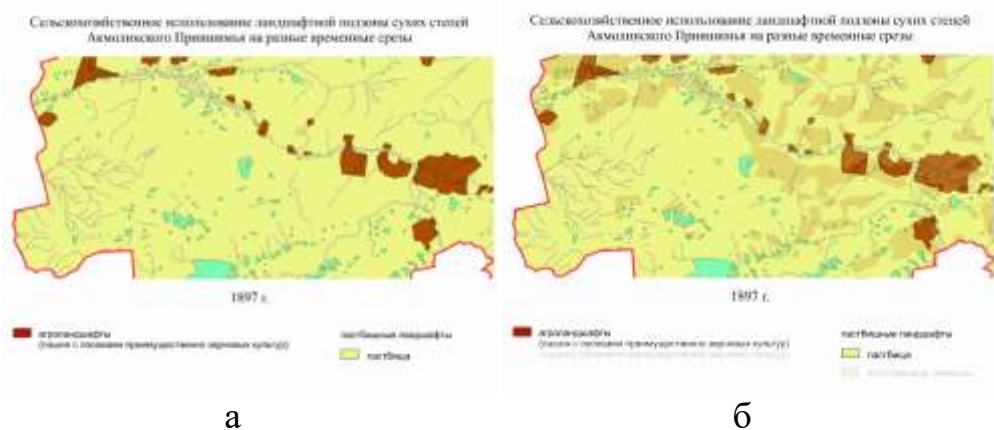 Сельскохозяйственное использование ландшафтной подзоны сухих степей
Акмолинского Приишимья на разные временные срезы
1897 г.
агроландшафты
(пашня с посевами преимущественно зерновых культур)
пастбищные ландшафты
пастбища
а
Сельскохозяйственное использование ландшафтной подзоны сухих степей
Акмолинского Приишимья на разные временные срезы
1897 г.
агроландшафты
(пашня с посевами преимущественно зерновых культур)
пастбищные ландшафты
пастбища
б